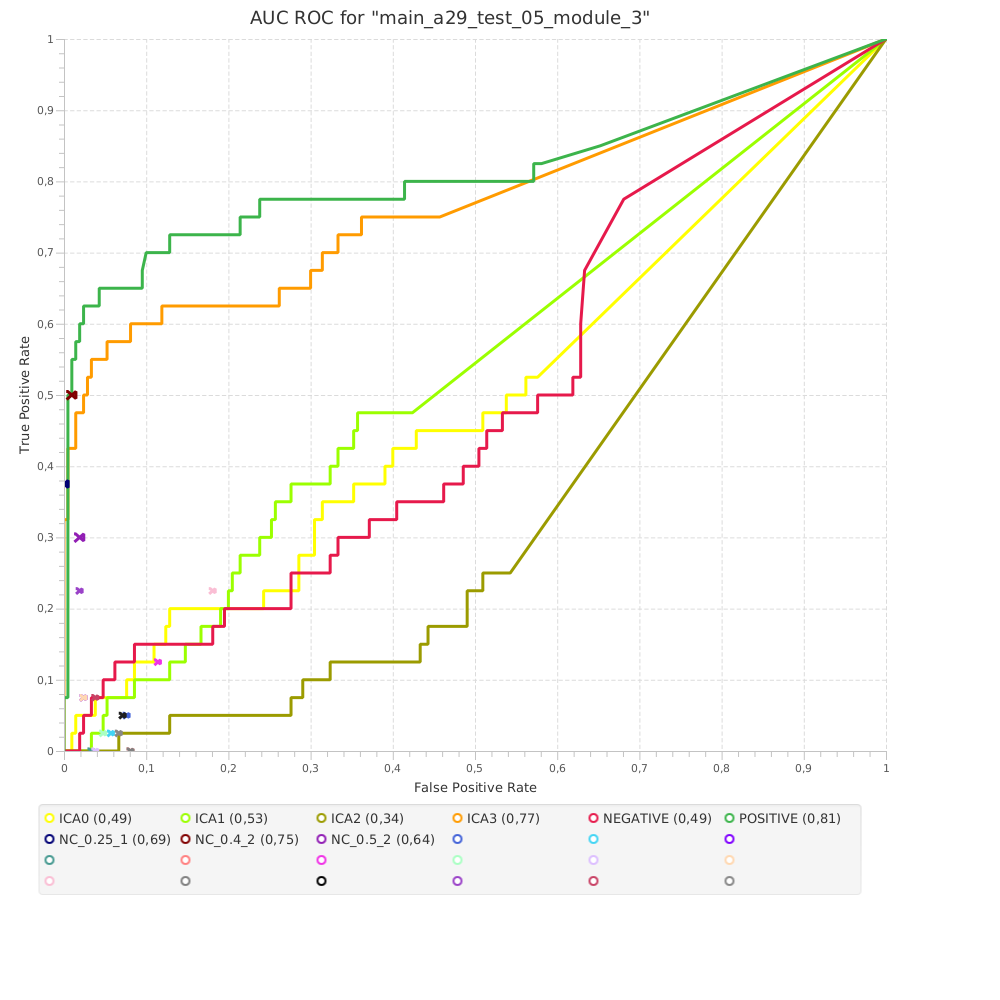 AUC ROC for "main_a29_test_05_module_3"
1
0,9
0,8
0,7
0,6
0,5
0,4
0,3
0,2
0,1
0
True Positive Rate
0 0,1 0,2 0,3 0,4 0,5 0,6 0,7 0,8 0,9 1
False Positive Rate
ICA0 (0,49) ICA1 (0,53) ICA2 (0,34) ICA3 (0,77) NEGATIVE (0,49) POSITIVE (0,81)
NC_0.25_1 (0,69) NC_0.4_2 (0,75) NC_0.5_2 (0,64)